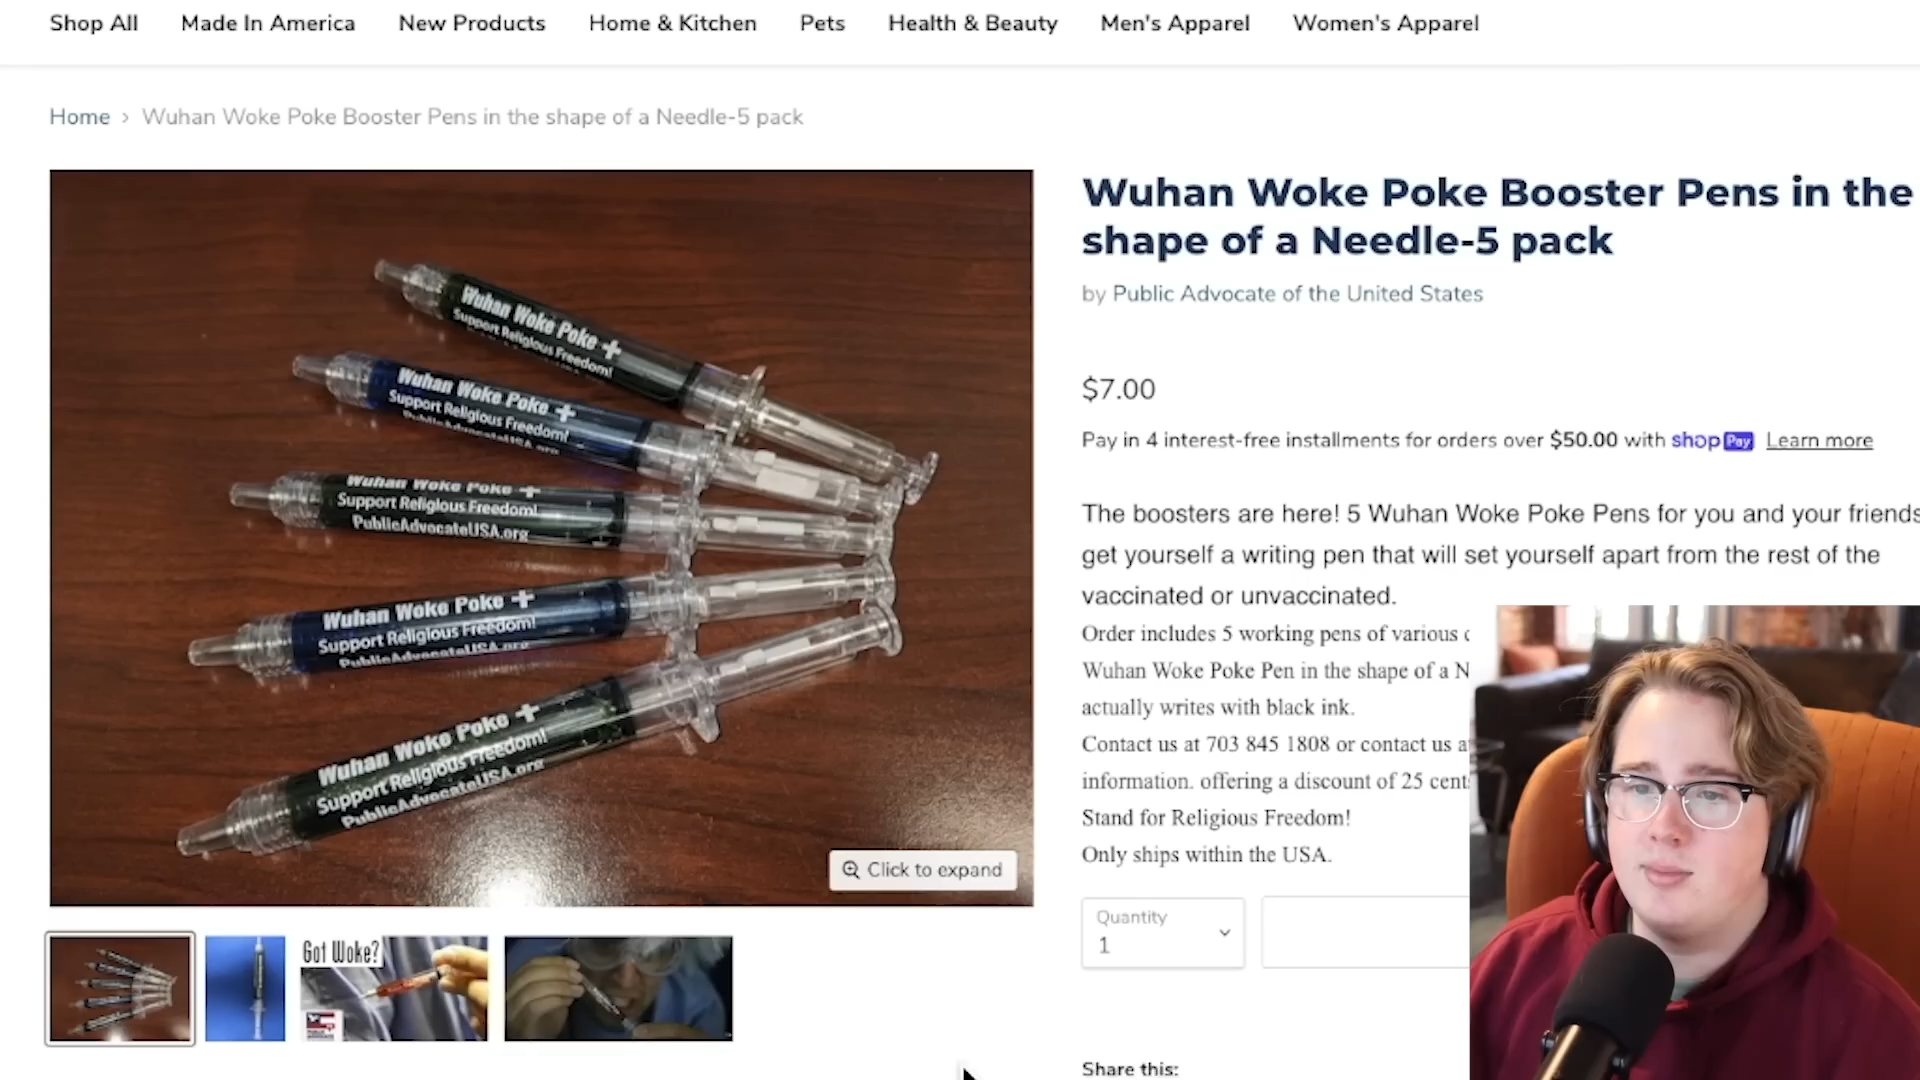 Shop All
Made In America
New Products
Home & Kitchen
Pets
Health & Beauty
Men's Apparel
Women's Apparel
Home › Wuhan Woke Poke Booster Pens in the shape of a Needle-5 pack
Wuhan Woke Poke +
Support Religious Freedom!
Wuhan Woke Poke +
Support Religious Freedom!
PublicAdvocateUSA.org
Wuhan Woke Poke +
Support Religious Freedom!
PublicAdvocateUSA.org
Wuhan Woke Poke +
Support Religious Freedom!
PublicAdvocateUSA.org
Wuhan Woke Poke +
Support Religious Freedom!
PublicAdvocateUSA.org
Click to expand
Got Woke?
Wuhan Woke Poke Booster Pens in the
shape of a Needle-5 pack
by Public Advocate of the United States
$7.00
Pay in 4 interest-free installments for orders over $50.00 with shop Pay Learn more
The boosters are here! 5 Wuhan Woke Poke Pens for you and your friends
get yourself a writing pen that will set yourself apart from the rest of the
vaccinated or unvaccinated.
Order includes 5 working pens of various
Wuhan Woke Poke Pen in the shape of a N
actually writes with black ink.
Contact us at 703 845 1808 or contact us a
information. offering a discount of 25 cent
Stand for Religious Freedom!
Only ships within the USA.
Quantity
1
Share this: